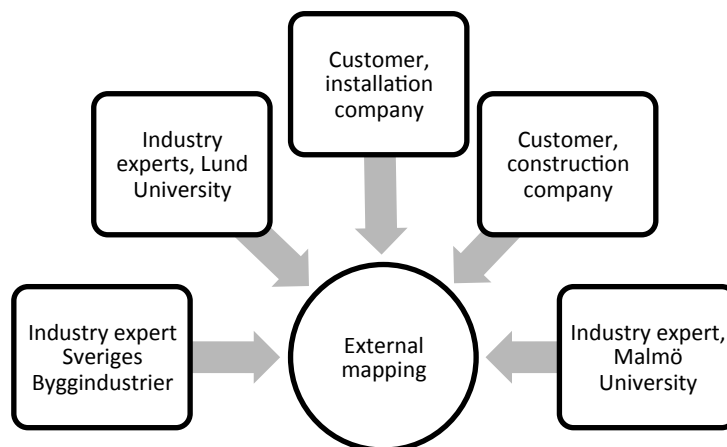 Customer,
installation
company
Industry
experts, Lund
University
Customer,
construction
company
Industry expert
Sveriges
Byggindustrier
External
mapping
Industry expert,
Malmö
University